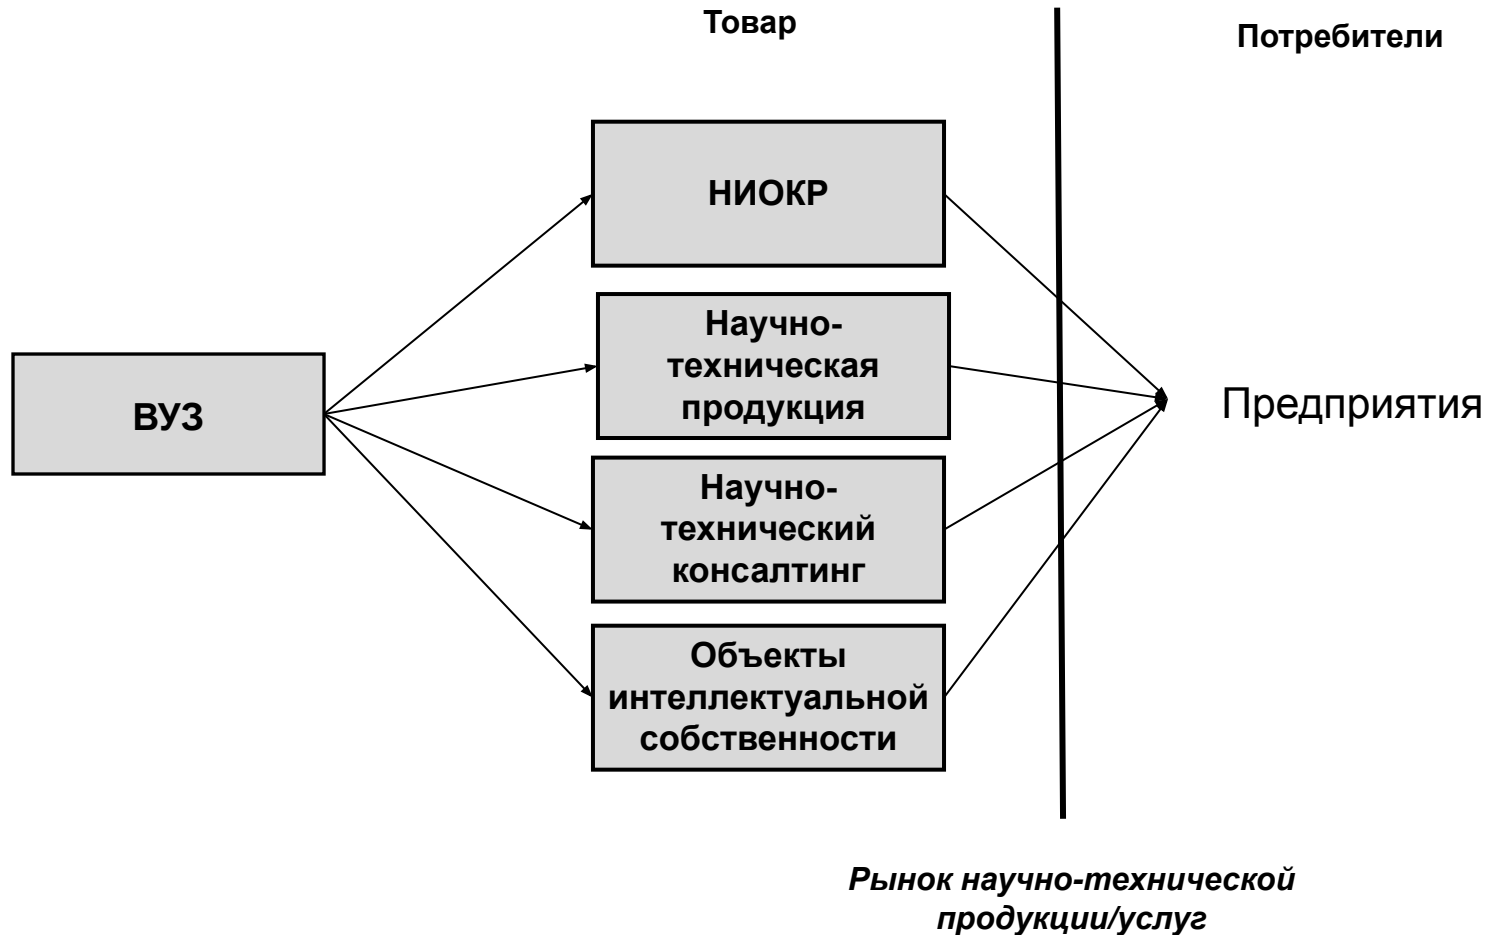 Товар
Потребители
НИОКР
Научно-
техническая
продукция
ВУЗ
Предприятия
Научно-
технический
консалтинг
Объекты
интеллектуальной
собственности
Рынок научно-технической
продукции/услуг